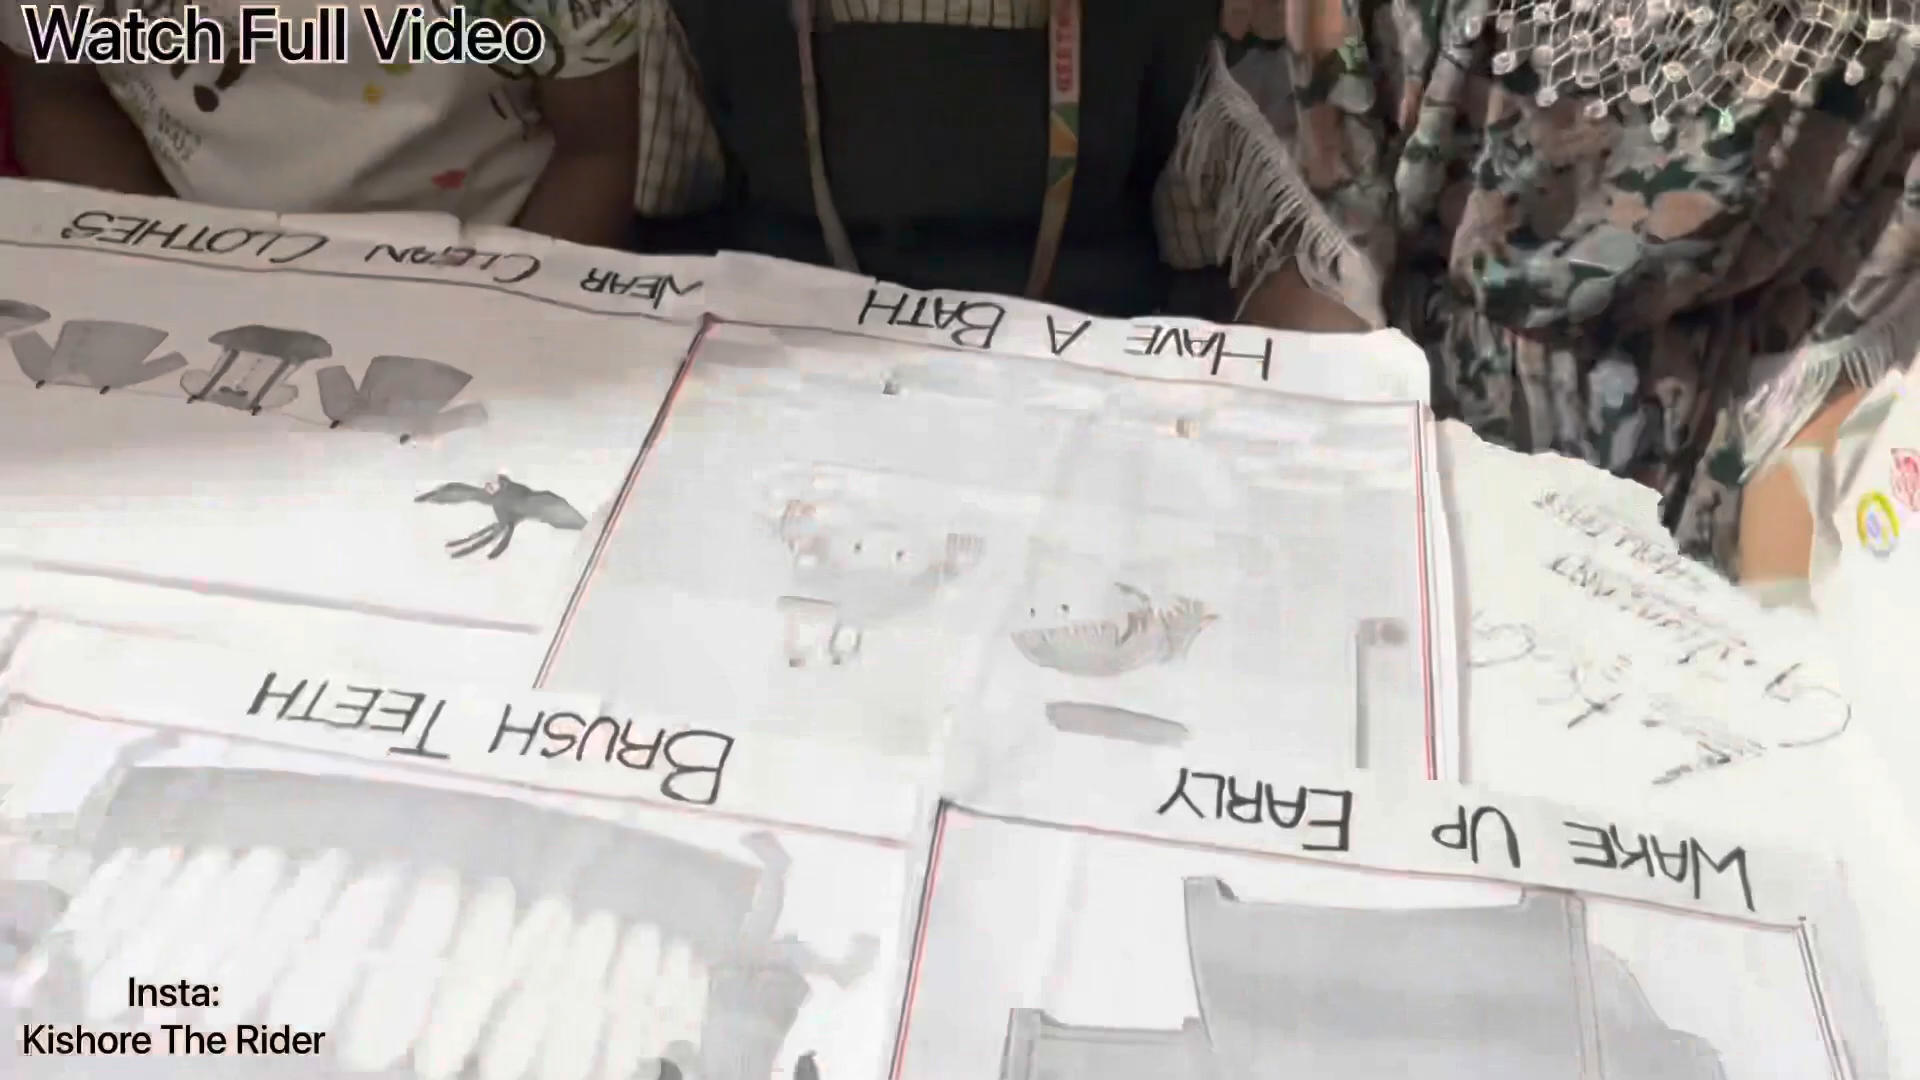 Watch Full Video
WEAR CLEAN CLOTHES
HAVE A BATH
BRUSH TEETH
WAKE UP EARLY
Insta:
Kishore The Rider